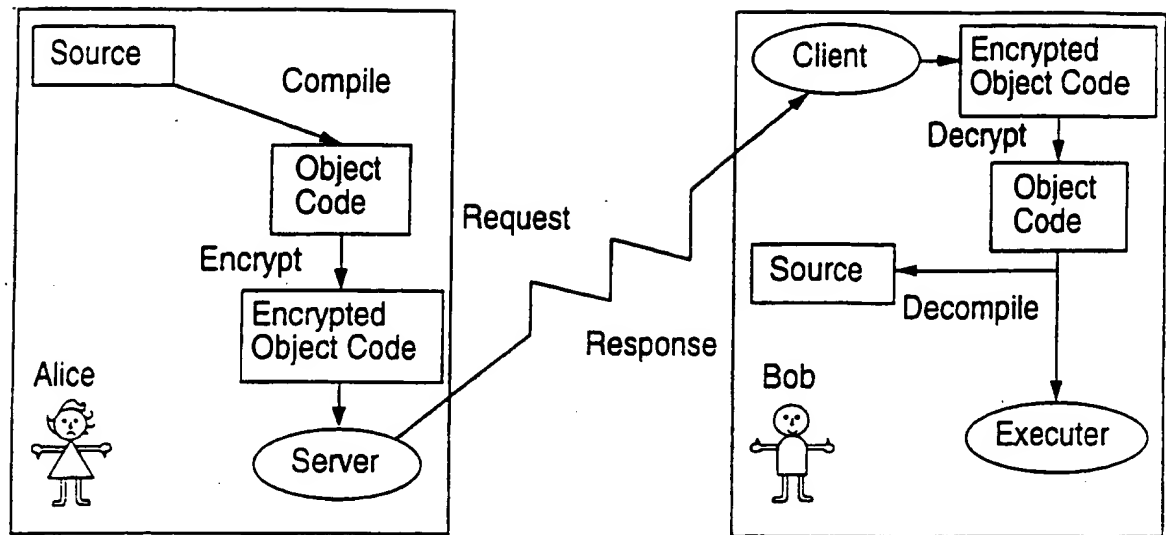 Source
Compile
Object
Code
Encrypt
Encrypted
Object Code
Alice
Server
Request
Response
Client
Encrypted
Object Code
Decrypt
Object
Code
Source
Decompile
Bob
Executer